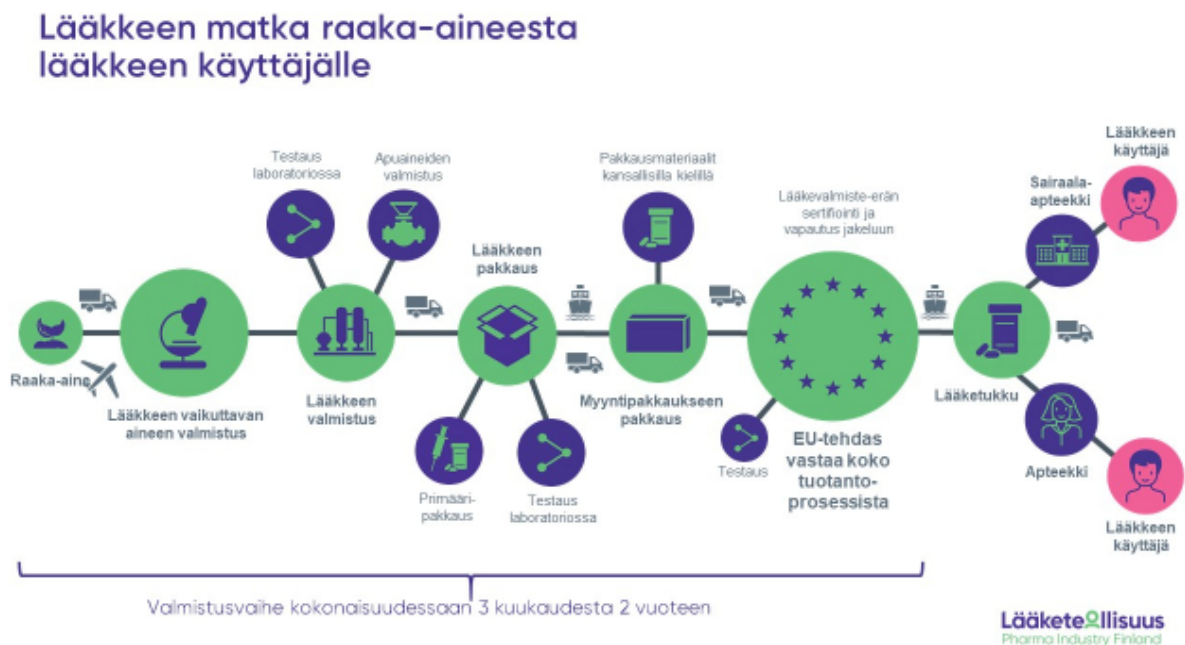 Lääkkeen matka raaka-aineesta
lääkkeen käyttäjälle
Raaka-aine
Lääkkeen vaikuttavan
aineen valmistus
Testaus
laboratoriossa
Apuaineiden
valmistus
Lääkkeen
valmistus
Lääkkeen
pakkaus
Primääri-
pakkaus
Testaus
laboratoriossa
Pakkausmateriaalit
kansallisilla kielillä
Myyntipakkaukseen
pakkaus
Lääkevalmiste-erän
sertifiointi ja
vapautus jakeluun
Testaus
EU-tehdas
vastaa koko
tuotanto-
prosessista
Lääketukku
Sairaala-
apteekki
Lääkkeen
käyttäjä
Apteekki
Lääkkeen
käyttäjä
Valmistusvaihe kokonaisuudessaan 3 kuukaudesta 2 vuoteen
Lääketeollisuus
Pharma Industry Finland